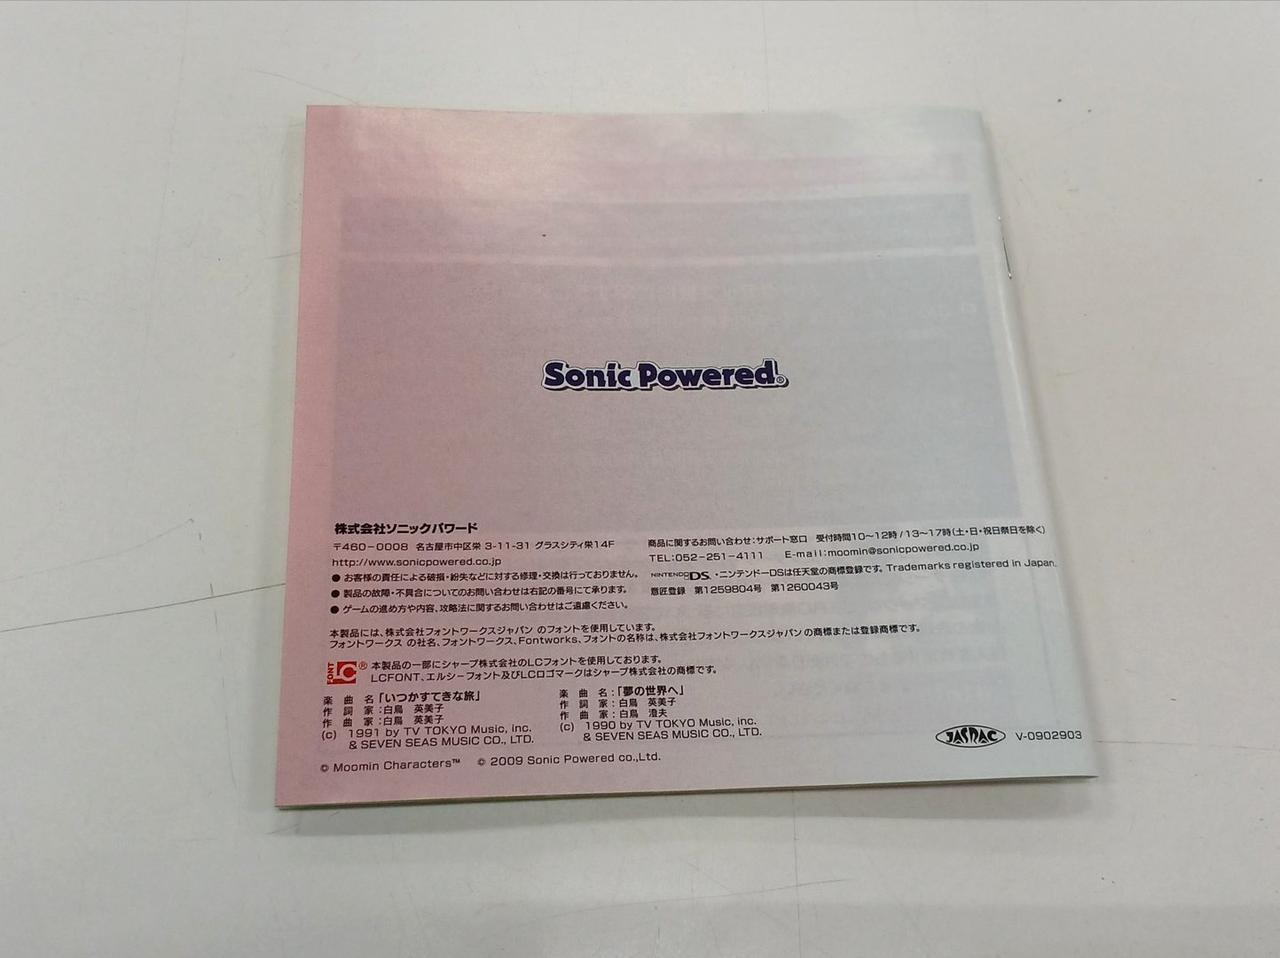 Sonic Powered®
株式会社ソニックパワード
〒460-0008 名古屋市中区栄 3-11-31 グラスシティ栄14F
http://www.sonicpowered.co.jp
● お客様の責任による破損・紛失などに対する修理・交換は行っておりません。
● 製品の故障・不具合についてのお問い合わせは右記の番号にて承ります。
● ゲームの進め方や内容、攻略法に関するお問い合わせはご遠慮ください。
商品に関するお問い合わせ:サポート窓口 受付時間10〜12時/13〜17時(土・日・祝日祭日を除く)
TEL:052-251-4111 E-mail:moomin@sonicpowered.co.jp
NINTENDO DS™・ニンテンドーDSは任天堂の商標登録です。Trademarks registered in Japan.
意匠登録 第1259804号 第1260043号
本製品には、株式会社フォントワークスジャパン のフォントを使用しています。
フォントワークス の社名、フォントワークス、Fontworks、フォントの名称は、株式会社フォントワークスジャパンの商標または登録商標です。
LC FONT® 本製品の一部にシャープ株式会社のLCフォントを使用しております。
LCFONT、エルシーフォント及びLCロゴマークはシャープ株式会社の商標です。
楽曲名「いつかすてきな旅」
作詞家:白鳥 英美子
作曲家:白鳥 英美子
(c) 1991 by TV TOKYO Music, inc.
& SEVEN SEAS MUSIC CO., LTD.
楽曲名:「夢の世界へ」
作詞家:白鳥 英美子
作曲家:白鳥 澄夫
(c) 1990 by TV TOKYO Music, inc.
& SEVEN SEAS MUSIC CO., LTD.
JASRAC V-0902903
© Moomin Characters™ © 2009 Sonic Powered co.,Ltd.